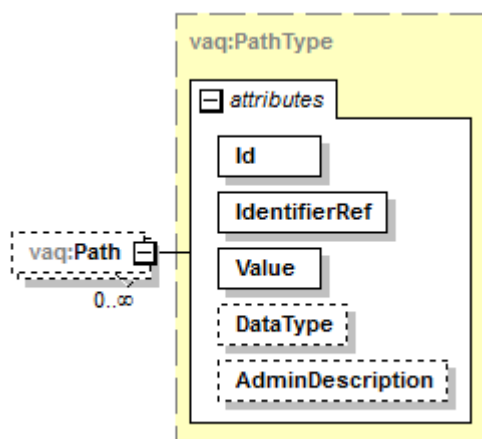 vaq:PathType
attributes
Id
IdentifierRef
vaq:Path
Value
0..∞
DataType
AdminDescription